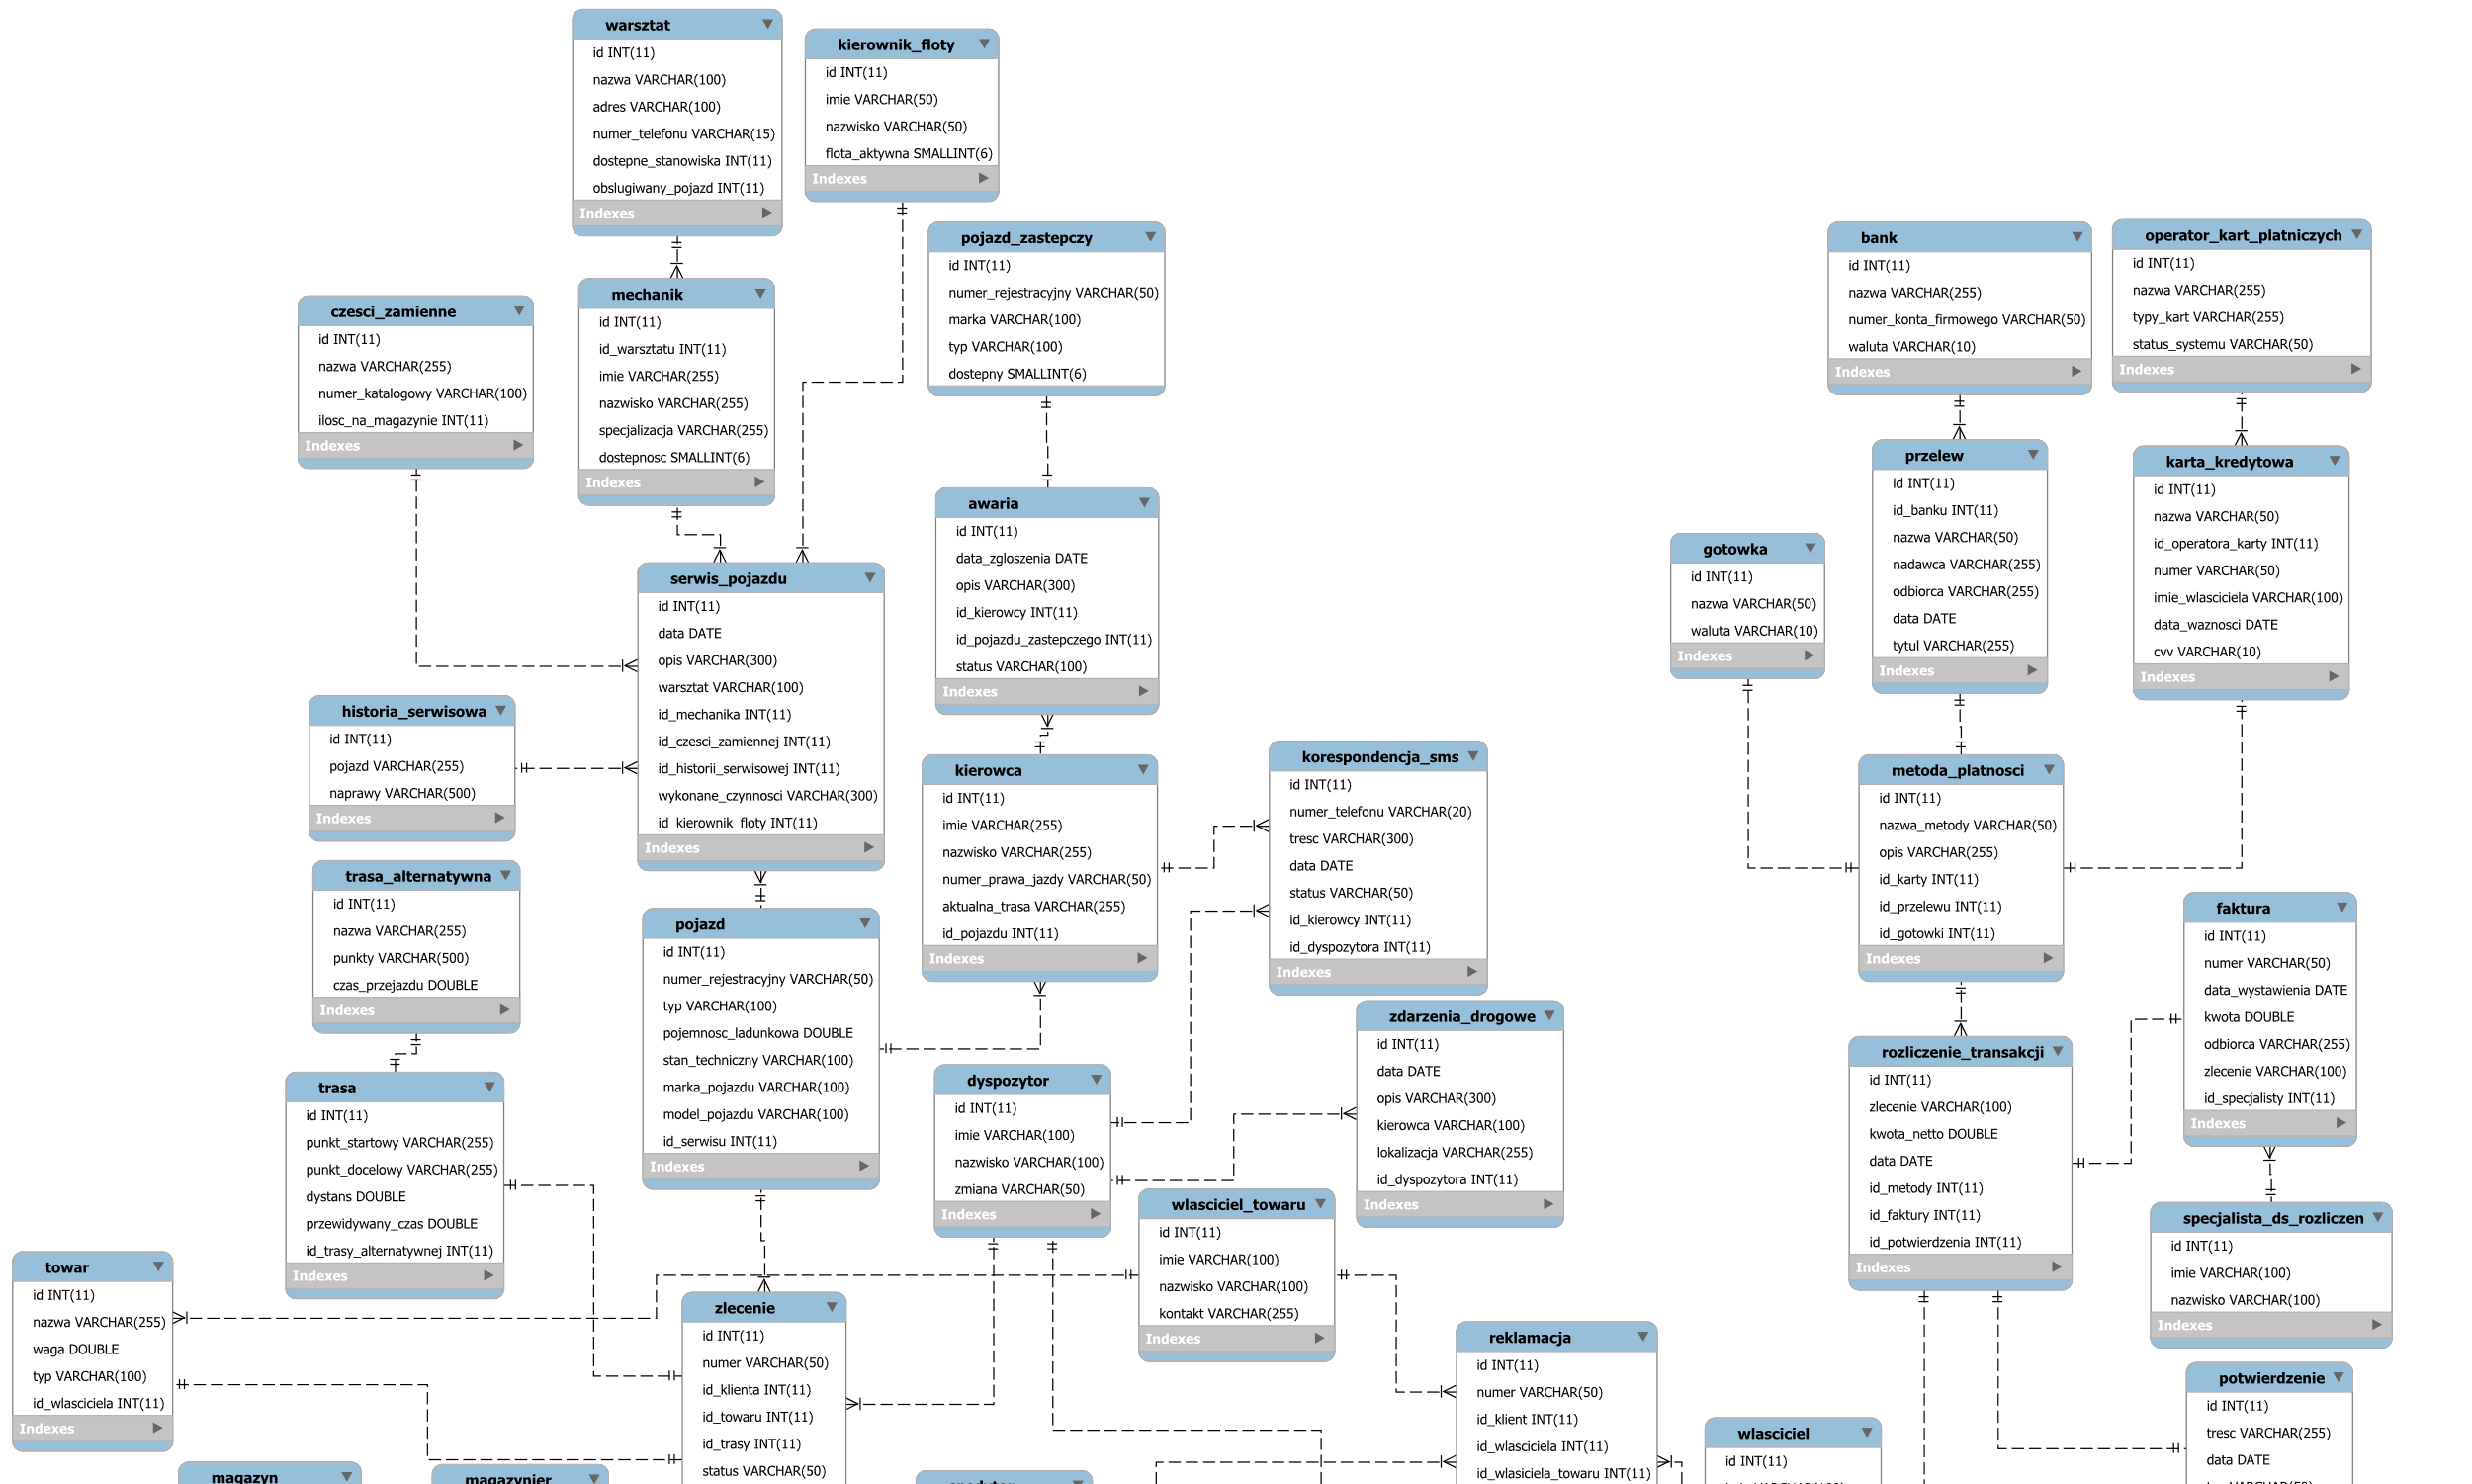 warsztat
id INT(11)
nazwa VARCHAR(100)
adres VARCHAR(100)
numer_telefonu VARCHAR(15)
dostepne_stanowiska INT(11)
obslugiwany_pojazd INT(11)
Indexes
kierownik_floty
id INT(11)
imie VARCHAR(50)
nazwisko VARCHAR(50)
flota_aktywna SMALLINT(6)
Indexes
pojazd_zastepczy
id INT(11)
numer_rejestracyjny VARCHAR(50)
marka VARCHAR(100)
typ VARCHAR(100)
dostepny SMALLINT(6)
bank
id INT(11)
nazwa VARCHAR(255)
numer_konta_firmowego VARCHAR(50)
waluta VARCHAR(10)
Indexes
operator_kart_platniczych
id INT(11)
nazwa VARCHAR(255)
typy_kart VARCHAR(255)
status_systemu VARCHAR(50)
Indexes
czesci_zamienne
id INT(11)
nazwa VARCHAR(255)
numer_katalogowy VARCHAR(100)
ilosc_na_magazynie INT(11)
Indexes
mechanik
id INT(11)
id_warsztatu INT(11)
imie VARCHAR(255)
nazwisko VARCHAR(255)
specjalizacja VARCHAR(255)
dostepnosc SMALLINT(6)
Indexes
awaria
id INT(11)
data_zgloszenia DATE
opis VARCHAR(300)
id_kierowcy INT(11)
id_pojazdu_zastepczego INT(11)
status VARCHAR(100)
Indexes
gotowka
id INT(11)
nazwa VARCHAR(50)
waluta VARCHAR(10)
Indexes
przelew
id INT(11)
id_banku INT(11)
nazwa VARCHAR(50)
nadawca VARCHAR(255)
odbiorca VARCHAR(255)
data DATE
tytul VARCHAR(255)
Indexes
karta_kredytowa
id INT(11)
nazwa VARCHAR(50)
id_operatora_karty INT(11)
numer VARCHAR(50)
imie_wlasciciela VARCHAR(100)
data_waznosci DATE
cvv VARCHAR(10)
Indexes
serwis_pojazdu
id INT(11)
data DATE
opis VARCHAR(300)
warsztat VARCHAR(100)
id_mechanika INT(11)
id_czesci_zamiennej INT(11)
id_historii_serwisowej INT(11)
wykonane_czynnosci VARCHAR(300)
id_kierownik_floty INT(11)
Indexes
historia_serwisowa
id INT(11)
pojazd VARCHAR(255)
naprawy VARCHAR(500)
Indexes
kierowca
id INT(11)
imie VARCHAR(255)
nazwisko VARCHAR(255)
numer_prawa_jazdy VARCHAR(50)
aktualna_trasa VARCHAR(255)
id_pojazdu INT(11)
Indexes
korespondencja_sms
id INT(11)
numer_telefonu VARCHAR(20)
tresc VARCHAR(300)
data DATE
status VARCHAR(50)
id_kierowcy INT(11)
id_dyspozytora INT(11)
Indexes
metoda_platnosci
id INT(11)
nazwa_metody VARCHAR(50)
opis VARCHAR(255)
id_karty INT(11)
id_przelewu INT(11)
id_gotowki INT(11)
Indexes
trasa_alternatywna
id INT(11)
nazwa VARCHAR(255)
punkty VARCHAR(500)
czas_przejazdu DOUBLE
Indexes
pojazd
id INT(11)
numer_rejestracyjny VARCHAR(50)
typ VARCHAR(100)
pojemnosc_ladunkowa DOUBLE
stan_techniczny VARCHAR(100)
marka_pojazdu VARCHAR(100)
model_pojazdu VARCHAR(100)
id_serwisu INT(11)
Indexes
faktura
id INT(11)
numer VARCHAR(50)
data_wystawienia DATE
kwota DOUBLE
odbiorca VARCHAR(255)
zlecenie VARCHAR(100)
id_specjalisty INT(11)
Indexes
zdarzenia_drogowe
id INT(11)
data DATE
opis VARCHAR(300)
kierowca VARCHAR(100)
lokalizacja VARCHAR(255)
id_dyspozytora INT(11)
Indexes
rozliczenie_transakcji
id INT(11)
zlecenie VARCHAR(100)
kwota_netto DOUBLE
data DATE
id_metody INT(11)
id_faktury INT(11)
id_potwierdzenia INT(11)
Indexes
trasa
id INT(11)
punkt_startowy VARCHAR(255)
punkt_docelowy VARCHAR(255)
dystans DOUBLE
przewidywany_czas DOUBLE
id_trasy_alternatywnej INT(11)
Indexes
dyspozytor
id INT(11)
imie VARCHAR(100)
nazwisko VARCHAR(100)
zmiana VARCHAR(50)
Indexes
wlasciciel_towaru
id INT(11)
imie VARCHAR(100)
nazwisko VARCHAR(100)
kontakt VARCHAR(255)
Indexes
specjalista_ds_rozliczen
id INT(11)
imie VARCHAR(100)
nazwisko VARCHAR(100)
Indexes
towar
id INT(11)
nazwa VARCHAR(255)
waga DOUBLE
typ VARCHAR(100)
id_wlasciciela INT(11)
Indexes
zlecenie
id INT(11)
numer VARCHAR(50)
id_klienta INT(11)
id_towaru INT(11)
id_trasy INT(11)
status VARCHAR(50)
reklamacja
id INT(11)
numer VARCHAR(50)
id_klient INT(11)
id_wlasciciela INT(11)
id_wlasiciela_towaru INT(11)
potwierdzenie
id INT(11)
tresc VARCHAR(255)
data DATE
wlasciciel
id INT(11)
magazyn
magazynier